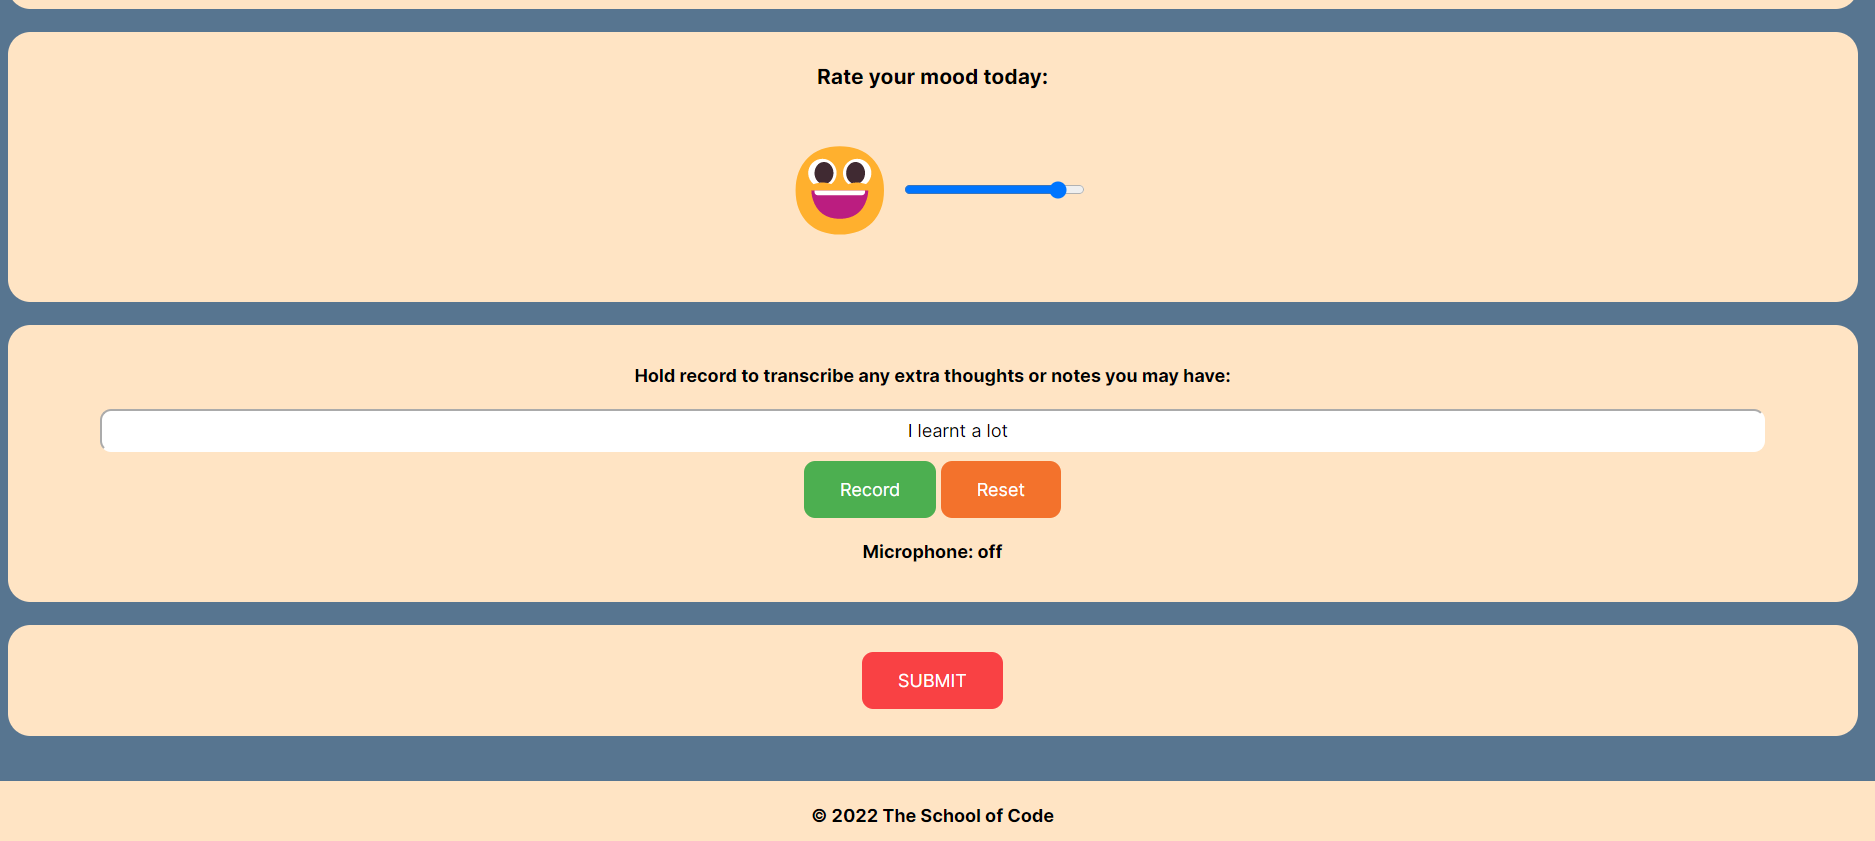 Rate your mood today:
Hold record to transcribe any extra thoughts or notes you may have:
I learnt a lot
Record Reset
Microphone: off
SUBMIT
© 2022 The School of Code